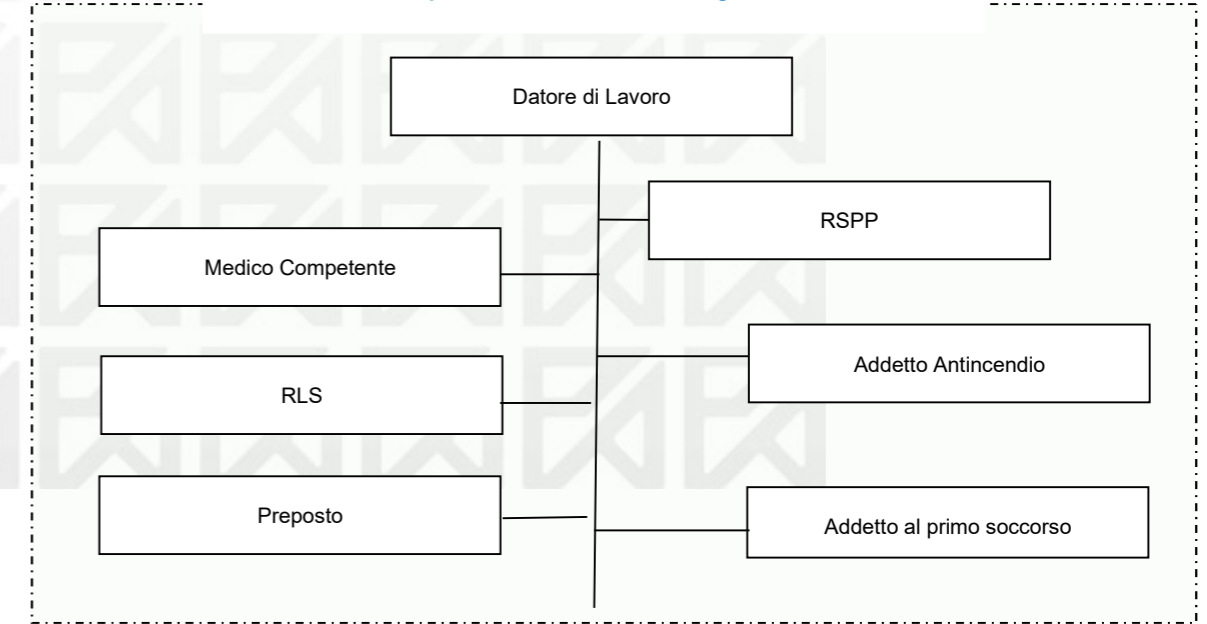 Datore di Lavoro
RSPP
Medico Competente
Addetto Antincendio
RLS
Preposto
Addetto al primo soccorso